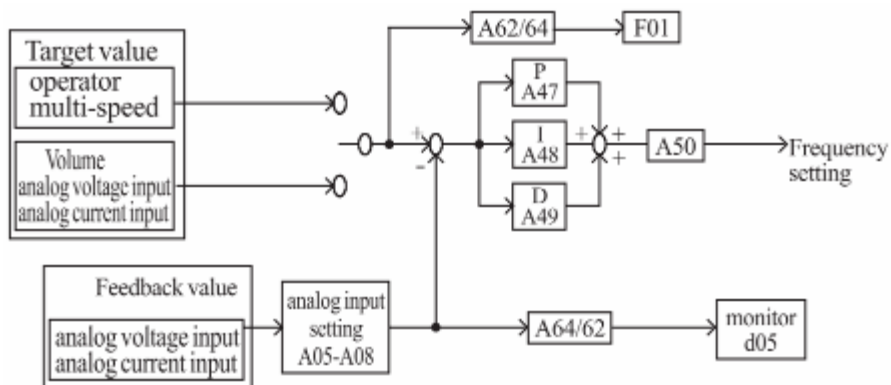 Target value
operator
multi-speed
Volume
analog voltage input
analog current input
A62/64
F01
+
-
P
A47
I
A48
D
A49
+
+
+
A50
Frequency
setting
Feedback value
analog voltage input
analog current input
analog input
setting
A05-A08
A64/62
monitor
d05